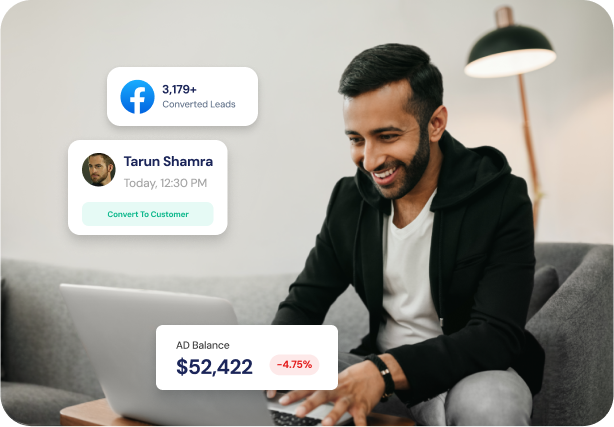 3,179+
Converted Leads
Tarun Shamra
Today, 12:30 PM
Convert To Customer
AD Balance
$52,422
-4.75%